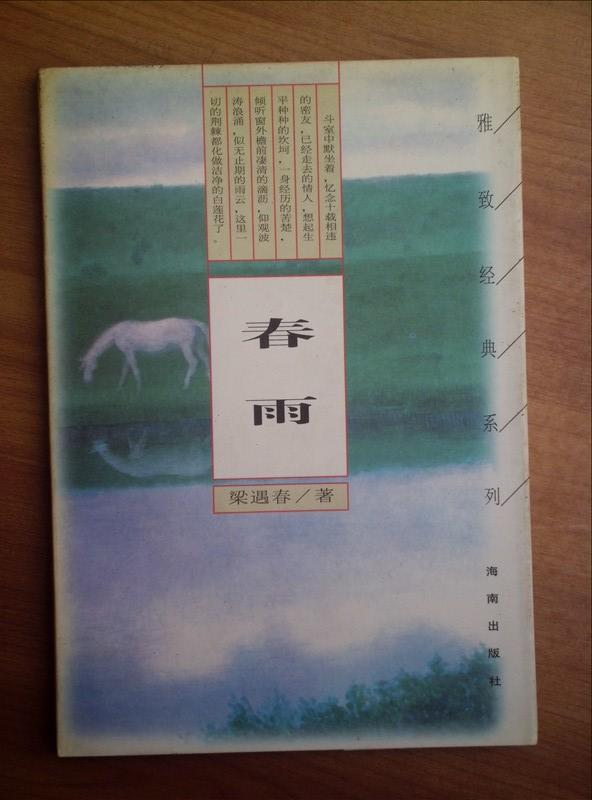 斗室中默坐着，忆念十载相违
的密友，已经走去的情人，想起生
平种种的坎坷，一身经历的苦楚，
倾听窗外檐前凄清的滴沥，仰观波
涛浪涌，似无止期的雨云，这里一
切的荆棘都化做洁净的白莲花了。
春雨
梁遇春／著
雅／致／经／典／系／列／
海南出版社